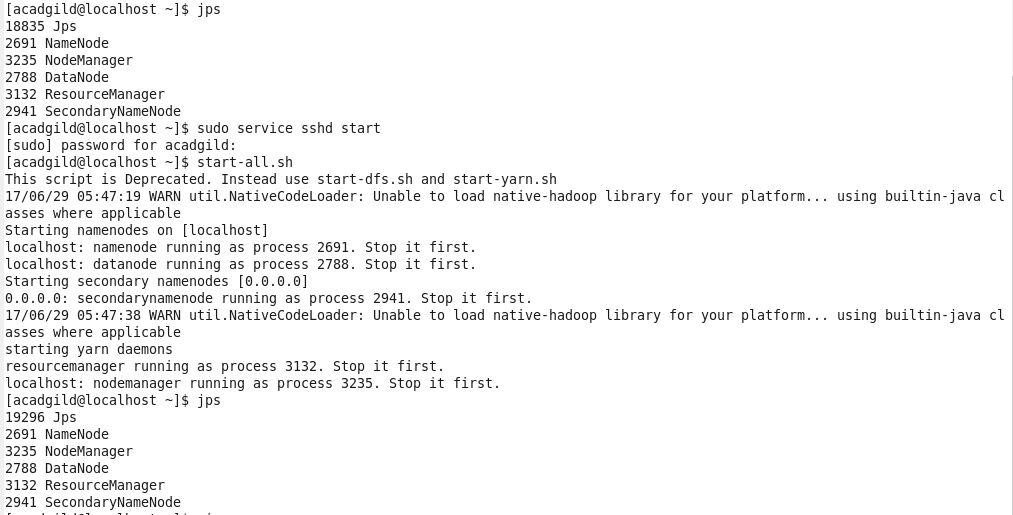 [acadgild@localhost ~]$ jps
18835 Jps
2691 NameNode
3235 NodeManager
2788 DataNode
3132 ResourceManager
2941 SecondaryNameNode
[acadgild@localhost ~]$ sudo service sshd start
[sudo] password for acadgild:
[acadgild@localhost ~]$ start-all.sh
This script is Deprecated. Instead use start-dfs.sh and start-yarn.sh
17/06/29 05:47:19 WARN util.NativeCodeLoader: Unable to load native-hadoop library for your platform... using builtin-java cl
asses where applicable
Starting namenodes on [localhost]
localhost: namenode running as process 2691. Stop it first.
localhost: datanode running as process 2788. Stop it first.
Starting secondary namenodes [0.0.0.0]
0.0.0.0: secondarynamenode running as process 2941. Stop it first.
17/06/29 05:47:38 WARN util.NativeCodeLoader: Unable to load native-hadoop library for your platform... using builtin-java cl
asses where applicable
starting yarn daemons
resourcemanager running as process 3132. Stop it first.
localhost: nodemanager running as process 3235. Stop it first.
[acadgild@localhost ~]$ jps
19296 Jps
2691 NameNode
3235 NodeManager
2788 DataNode
3132 ResourceManager
2941 SecondaryNameNode